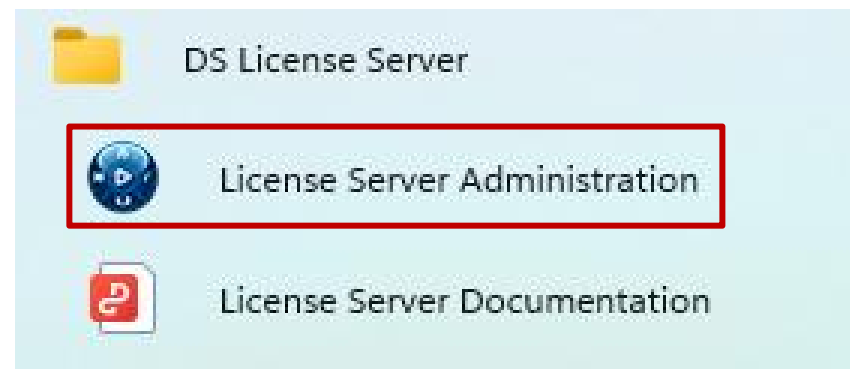 DS License Server
License Server Administration
License Server Documentation